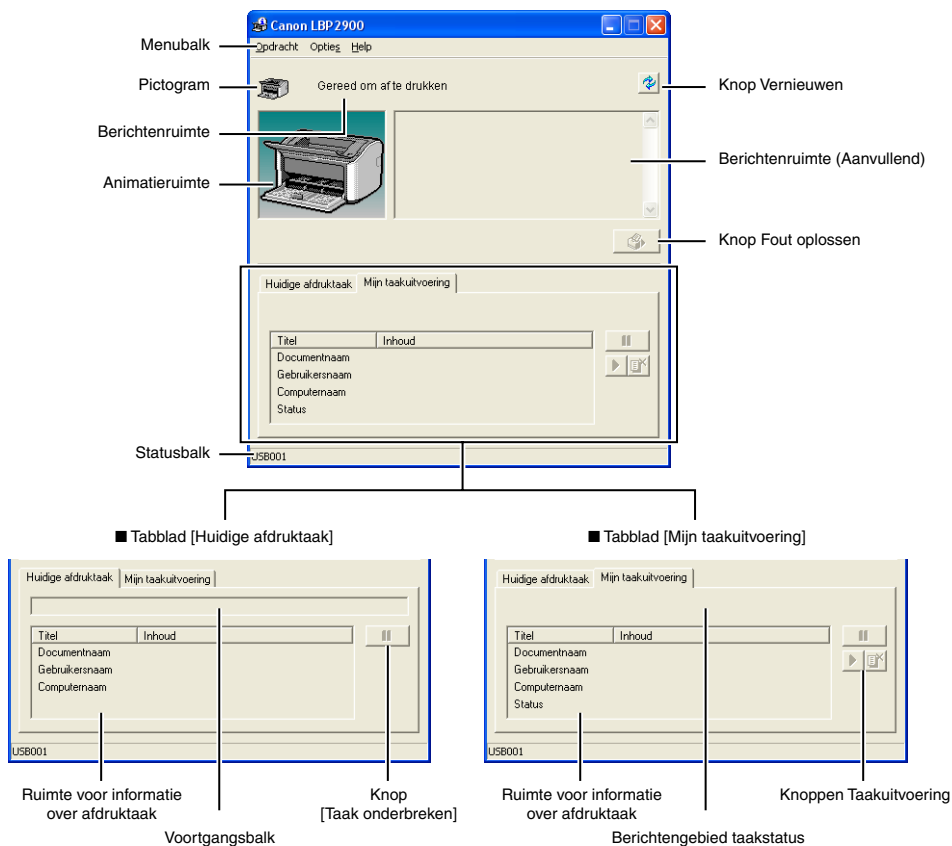 Canon LBP2900
Opdracht Opties Help
Menubalk
Pictogram
Gereed om af te drukken
Knop Vernieuwen
Berichtenruimte
Berichtenruimte (Aanvullend)
Animatieruimte
Knop Fout oplossen
Huidige afdruktaak Mijn taakuitvoering
Titel Inhoud
Documentnaam
Gebruikersnaam
Computernaam
Status
Statusbalk
USB001
■ Tabblad [Huidige afdruktaak]
■ Tabblad [Mijn taakuitvoering]
Huidige afdruktaak Mijn taakuitvoering
Titel Inhoud
Documentnaam
Gebruikersnaam
Computernaam
USB001
Ruimte voor informatie
over afdruktaak
Knop
[Taak onderbreken]
Voortgangsbalk
Huidige afdruktaak Mijn taakuitvoering
Titel Inhoud
Documentnaam
Gebruikersnaam
Computernaam
Status
USB001
Ruimte voor informatie
over afdruktaak
Knoppen Taakuitvoering
Berichtengebied taakstatus